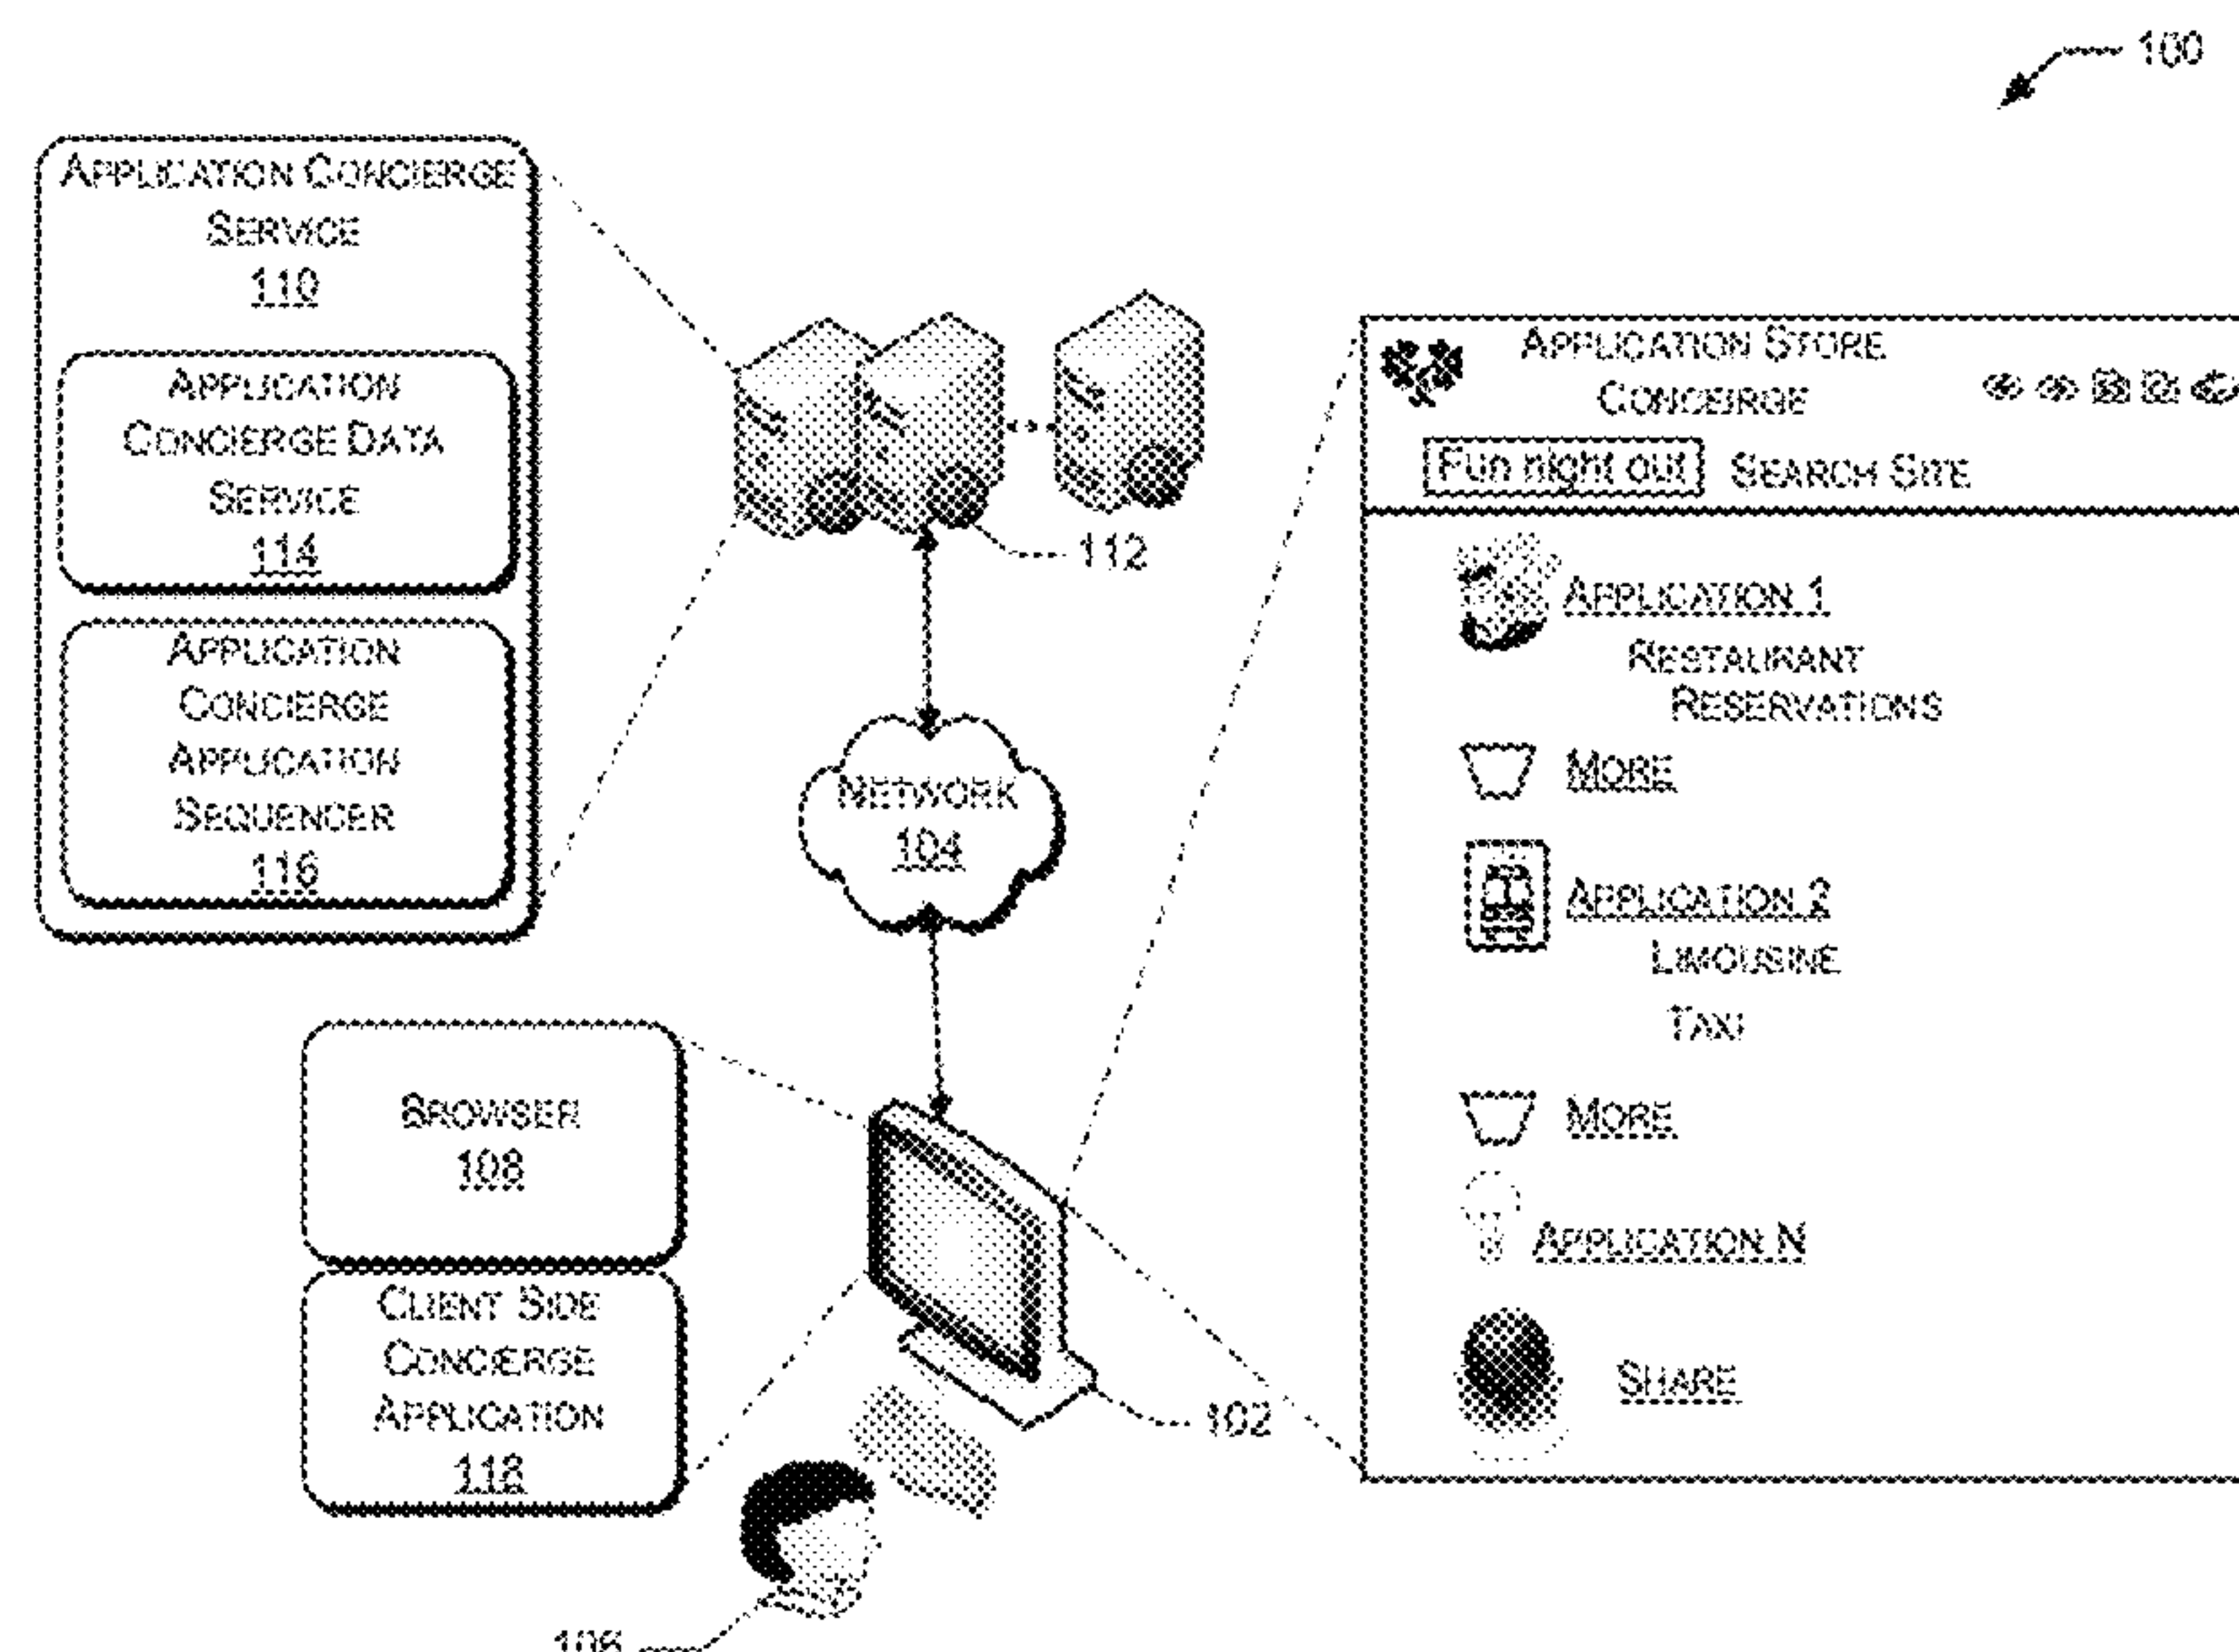 100
APPLICATION CONCIERGE
SERVICE
110
APPLICATION
CONCIERGE DATA
SERVICE
114
APPLICATION
CONCIERGE
APPLICATION
SEQUENCER
116
112
NETWORK
104
BROWSER
108
CLIENT SIDE
CONCIERGE
APPLICATION
118
102
106
APPLICATION STORE
CONCEIRGE
Fun night out SEARCH SITE
APPLICATION 1
RESTAURANT
RESERVATIONS
MORE
APPLICATION 2
LIMOUSINE
TAXI
MORE
APPLICATION N
SHARE